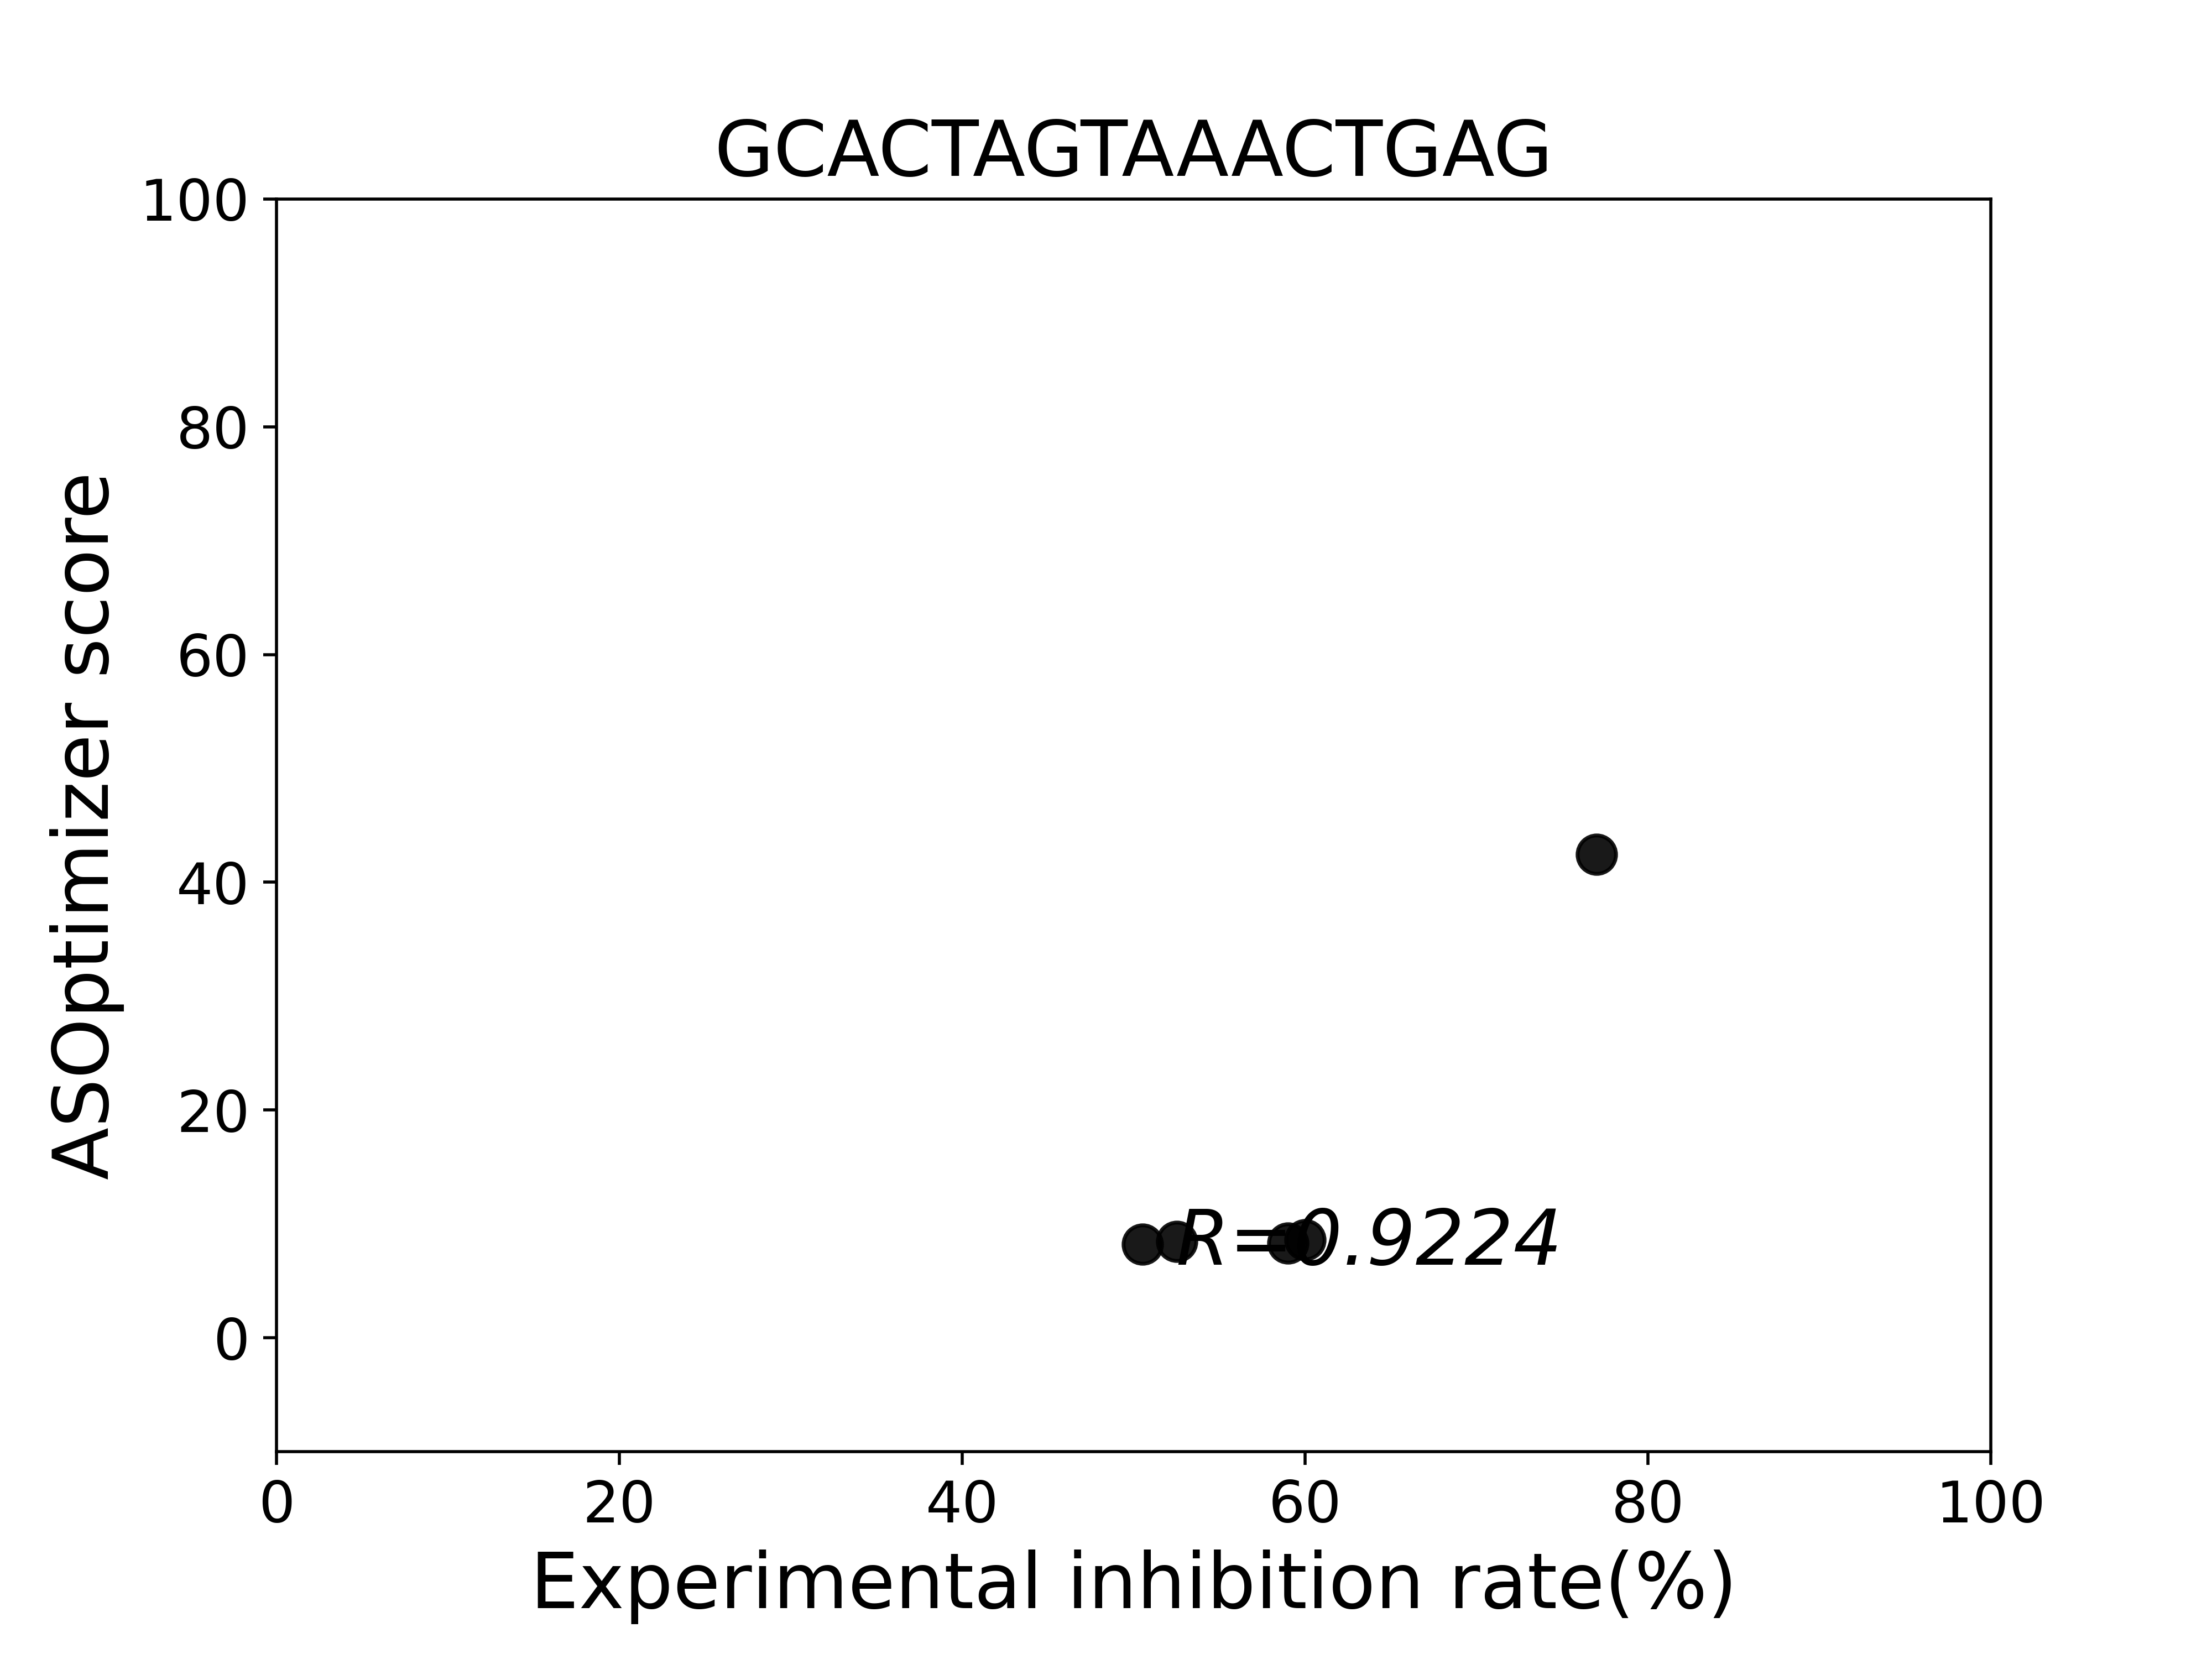 GCACTAGTAAACTGAG
100
80
60
40
20
0
ASOptimizer score
R=0.9224
0 20 40 60 80 100
Experimental inhibition rate(%)